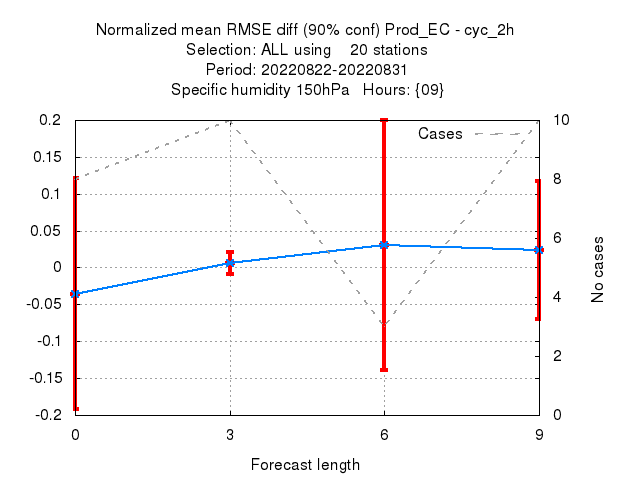 Normalized mean RMSE diff (90% conf) Prod_EC - cyc_2h
Selection: ALL using    20 stations
Period: 20220822-20220831
Specific humidity 150hPa   Hours: {09}
Cases
0.2
0.15
0.1
0.05
0
-0.05
-0.1
-0.15
-0.2
10
8
6
4
2
0
No cases
0 3 6 9
Forecast length